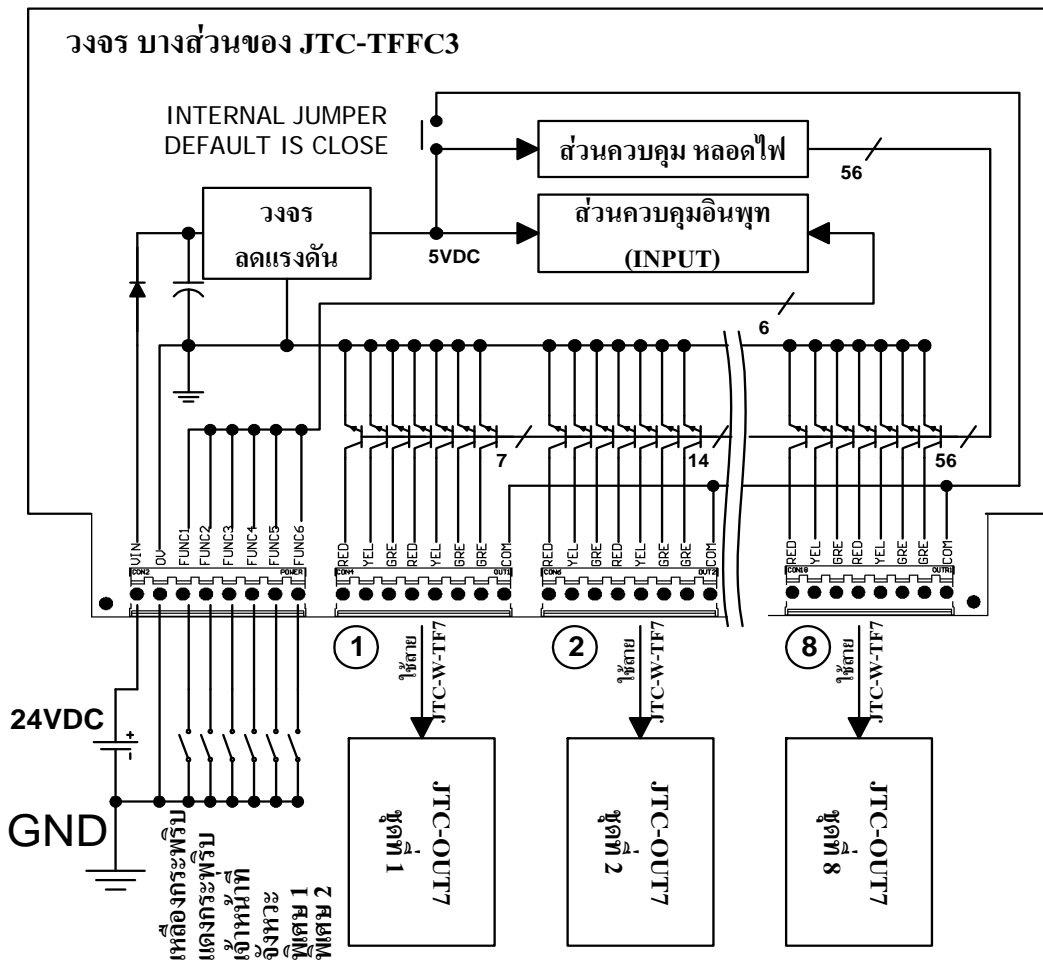 วงจร บางส่วนของ JTC-TFFC3
INTERNAL JUMPER
DEFAULT IS CLOSE
ส่วนควบคุม หลอดไฟ
56
วงจร
ลดแรงดัน
5VDC
ส่วนควบคุมอินพุท
(INPUT)
6
7
14
56
VIN
0V
FUNC1
FUNC2
FUNC3
FUNC4
FUNC5
FUNC6
RED
YEL
GRE
RED
YEL
GRE
GRE
COM
RED
YEL
GRE
RED
YEL
GRE
GRE
COM
RED
YEL
GRE
RED
YEL
GRE
GRE
COM
CON2
POWER
CON4
OUT1
CON6
OUT2
CON18
OUTR1
1
ใช้สาย
JTC-W-TF7
2
ใช้สาย
JTC-W-TF7
8
ใช้สาย
JTC-W-TF7
24VDC
+
-
GND
เหลืองกระพริบ
แดงกระพริบ
เจ้าหน้าที่
จังหวะ
พิเศษ 1
พิเศษ 2
JTC-OUT7
ชุดที่ 1
JTC-OUT7
ชุดที่ 2
JTC-OUT7
ชุดที่ 8